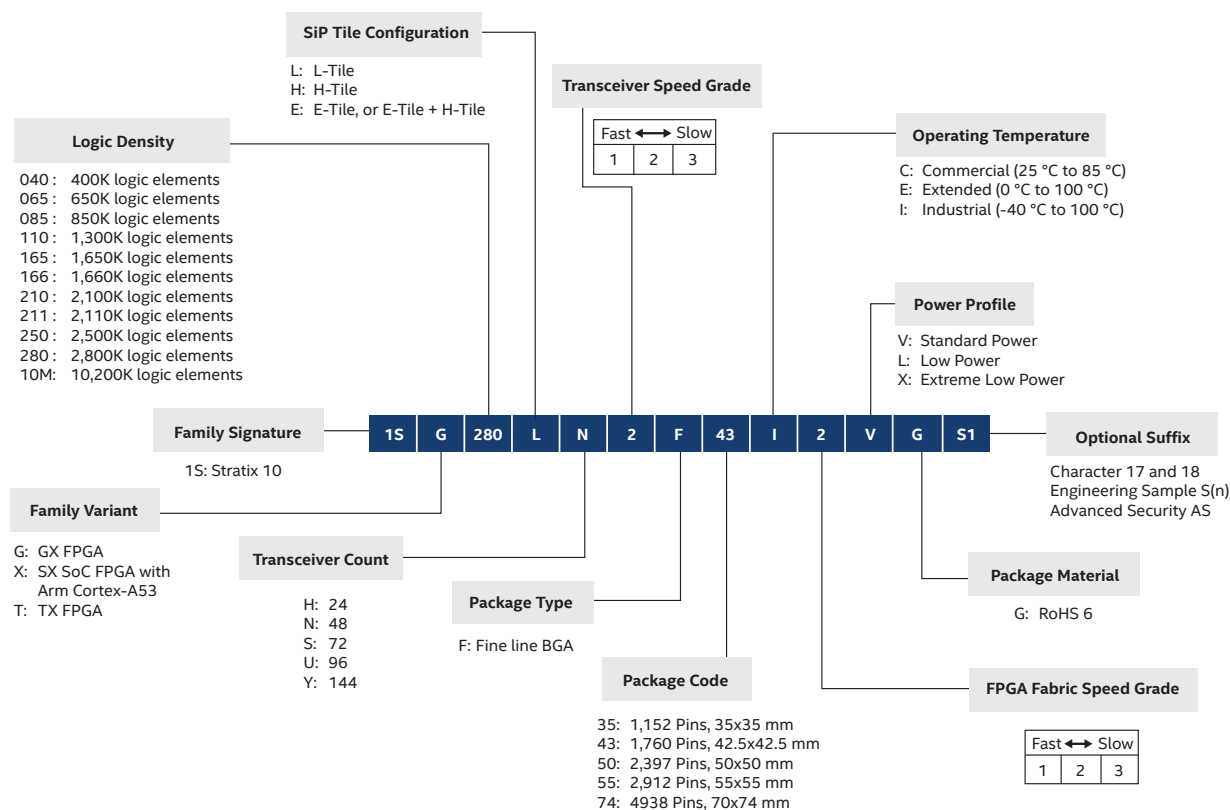 SiP Tile Configuration
L: L-Tile
H: H-Tile
E: E-Tile, or E-Tile + H-Tile
Transceiver Speed Grade
Fast ↔ Slow
1 2 3
Operating Temperature
C: Commercial (25 °C to 85 °C)
E: Extended (0 °C to 100 °C)
I: Industrial (-40 °C to 100 °C)
Logic Density
040 : 400K logic elements
065 : 650K logic elements
085 : 850K logic elements
110 : 1,300K logic elements
165 : 1,650K logic elements
166 : 1,660K logic elements
210 : 2,100K logic elements
211 : 2,110K logic elements
250 : 2,500K logic elements
280 : 2,800K logic elements
10M: 10,200K logic elements
Power Profile
V: Standard Power
L: Low Power
X: Extreme Low Power
Family Signature
1S: Stratix 10
1S G 280 L N 2 F 43 I 2 V G S1
Optional Suffix
Character 17 and 18
Engineering Sample S(n)
Advanced Security AS
Family Variant
G: GX FPGA
X: SX SoC FPGA with
Arm Cortex-A53
T: TX FPGA
Transceiver Count
H: 24
N: 48
S: 72
U: 96
Y: 144
Package Type
F: Fine line BGA
Package Code
35: 1,152 Pins, 35x35 mm
43: 1,760 Pins, 42.5x42.5 mm
50: 2,397 Pins, 50x50 mm
55: 2,912 Pins, 55x55 mm
74: 4938 Pins, 70x74 mm
Package Material
G: RoHS 6
FPGA Fabric Speed Grade
Fast ↔ Slow
1 2 3